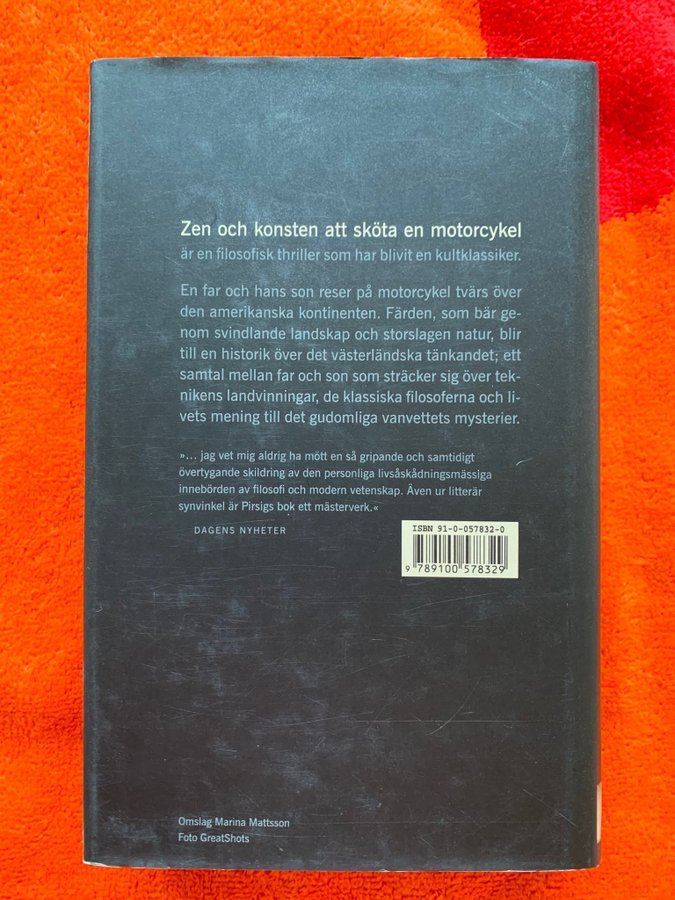 Zen och konsten att sköta en motorcykel
är en filosofisk thriller som har blivit en kultklassiker.
En far och hans son reser på motorcykel tvärs över
den amerikanska kontinenten. Färden, som bär ge-
nom svindlande landskap och storslagen natur, blir
till en historik över det västerländska tänkandet; ett
samtal mellan far och son som sträcker sig över tek-
nikens landvinningar, de klassiska filosoferna och li-
vets mening till det gudomliga vanvettets mysterier.
»... jag vet mig aldrig ha mött en så gripande och samtidigt
övertygande skildring av den personliga livsåskådningsmässiga
innebörden av filosofi och modern vetenskap. Även ur litterär
synvinkel är Pirsigs bok ett mästerverk.«
DAGENS NYHETER
ISBN 91-0-057832-0
9 789100 578329
Omslag Marina Mattsson
Foto GreatShots